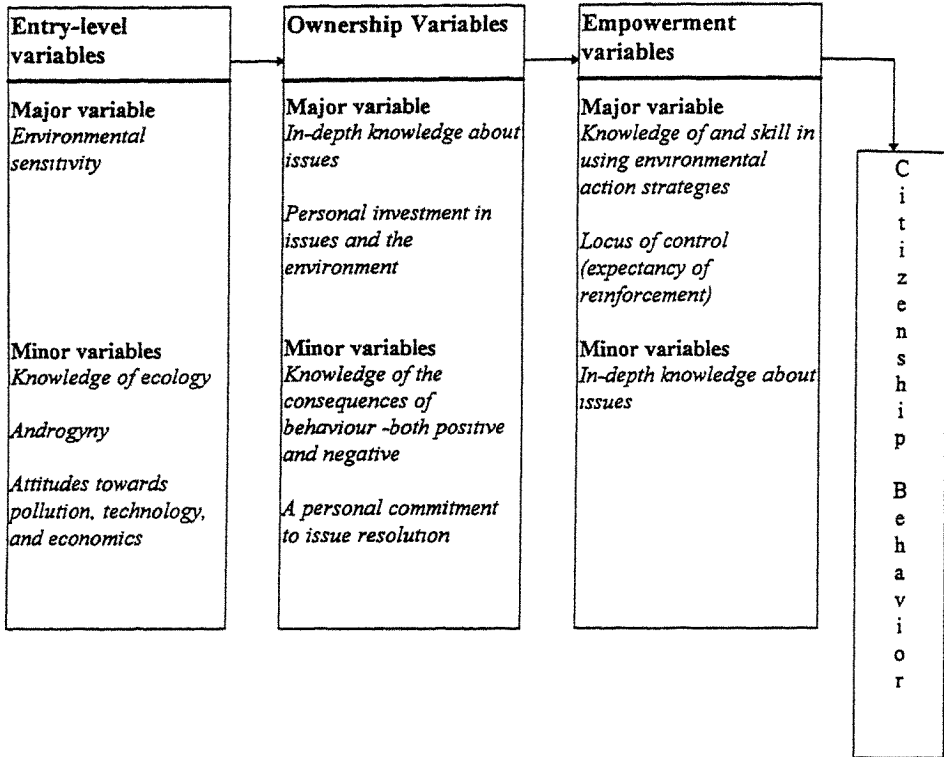 Entry-level
variables
Major variable
Environmental
sensitivity
Minor variables
Knowledge of ecology
Androgyny
Attitudes towards
pollution, technology,
and economics
Ownership Variables
Major variable
In-depth knowledge about
issues
Personal investment in
issues and the
environment
Minor variables
Knowledge of the
consequences of
behaviour -both positive
and negative
A personal commitment
to issue resolution
Empowerment
variables
Major variable
Knowledge of and skill in
using environmental
action strategies
Locus of control
(expectancy of
reinforcement)
Minor variables
In-depth knowledge about
issues
Citizenship Behavior